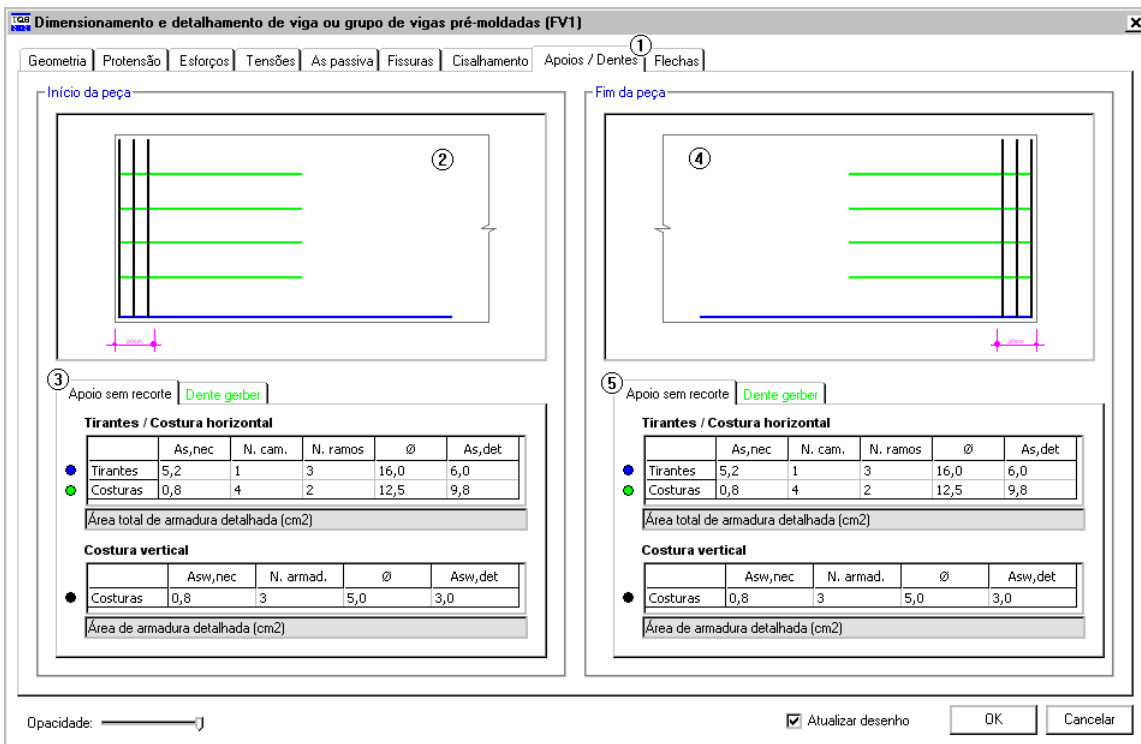 TQS
NEW
Dimensionamento e detalhamento de viga ou grupo de vigas pré-moldadas (FV1)
x
1
Geometria Protensão Esforços Tensões As passiva Fissuras Cisalhamento Apoios / Dentes Flechas
Início da peça
2
3
Apoio sem recorte Dente gerber
Tirantes / Costura horizontal
As,nec N. cam. N. ramos Ø As,det
Tirantes 5,2 1 3 16,0 6,0
Costuras 0,8 4 2 12,5 9,8
Área total de armadura detalhada (cm2)
Costura vertical
Asw,nec N. armad. Ø Asw,det
Costuras 0,8 3 5,0 3,0
Área de armadura detalhada (cm2)
Fim da peça
4
5
Apoio sem recorte Dente gerber
Tirantes / Costura horizontal
As,nec N. cam. N. ramos Ø As,det
Tirantes 5,2 1 3 16,0 6,0
Costuras 0,8 4 2 12,5 9,8
Área total de armadura detalhada (cm2)
Costura vertical
Asw,nec N. armad. Ø Asw,det
Costuras 0,8 3 5,0 3,0
Área de armadura detalhada (cm2)
Opacidade:
Atualizar desenho OK Cancelar